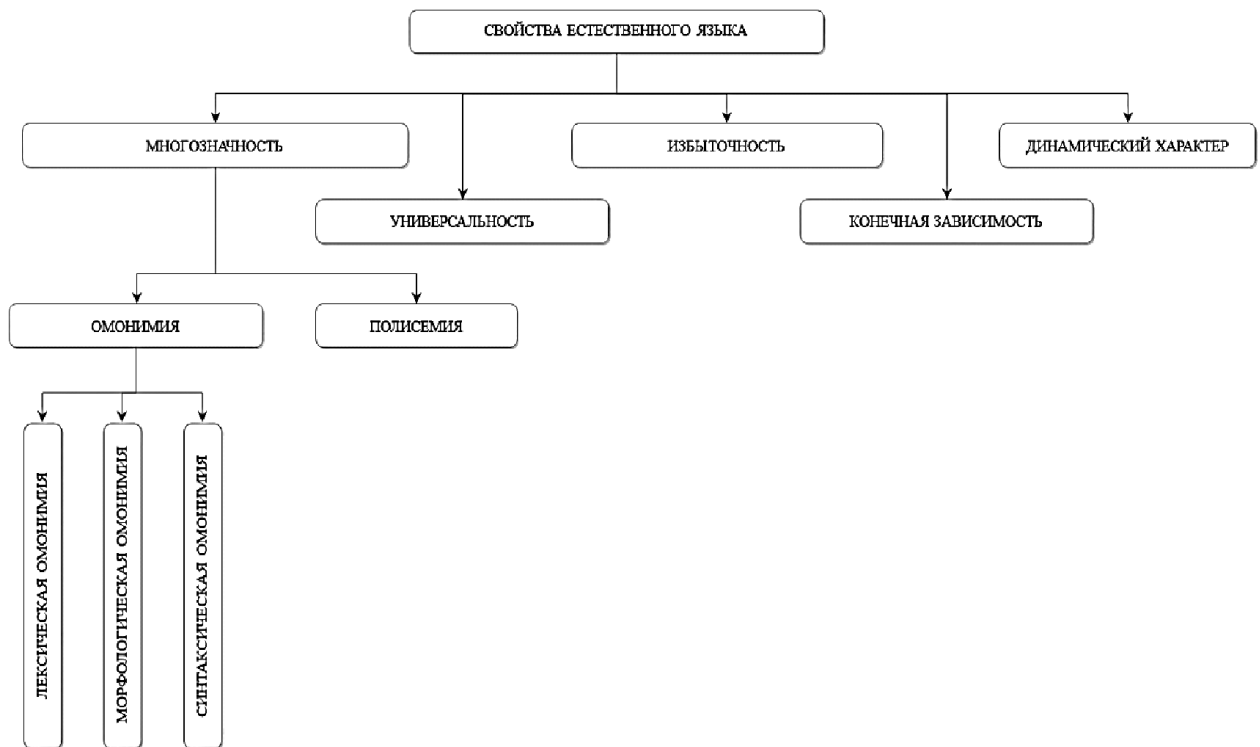 СВОЙСТВА ЕСТЕСТВЕННОГО ЯЗЫКА
МНОГОЗНАЧНОСТЬ
ИЗБЫТОЧНОСТЬ
ДИНАМИЧЕСКИЙ ХАРАКТЕР
УНИВЕРСАЛЬНОСТЬ
КОНЕЧНАЯ ЗАВИСИМОСТЬ
ОМОНИМИЯ
ПОЛИСЕМИЯ
ЛЕКСИЧЕСКАЯ ОМОНИМИЯ
МОРФОЛОГИЧЕСКАЯ ОМОНИМИЯ
СИНТАКСИЧЕСКАЯ ОМОНИМИЯ